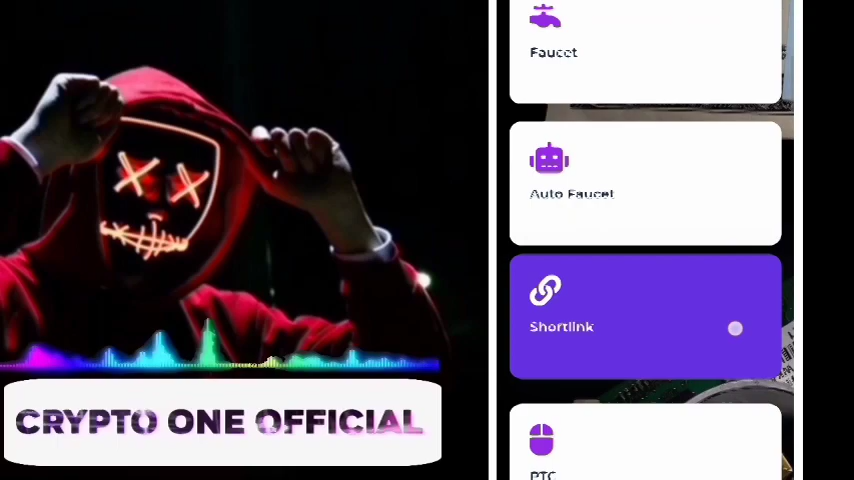 CRYPTO ONE OFFICIAL
Faucet
Auto Faucet
Shortlink
PTC